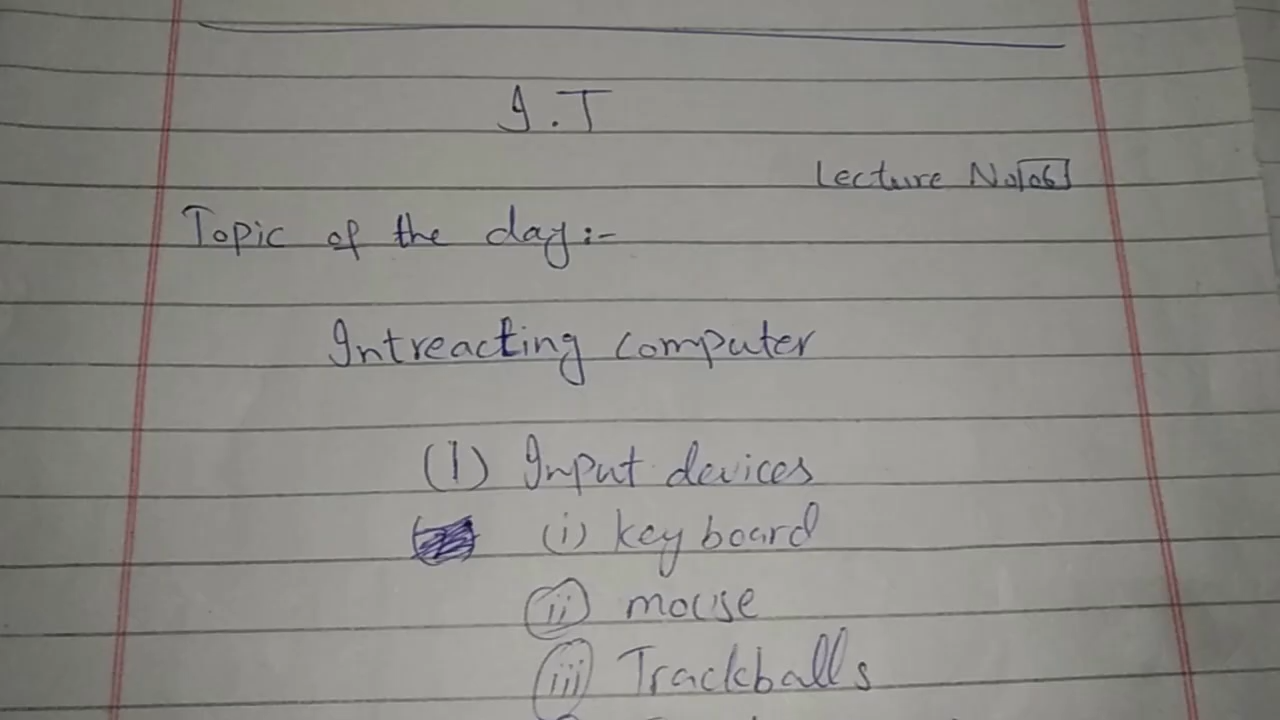 I.T
Lecture No 06
Topic of the day:-
Intreacting computer
(1) Input devices
(i) key board
(ii) mouse
(iii) Trackballs